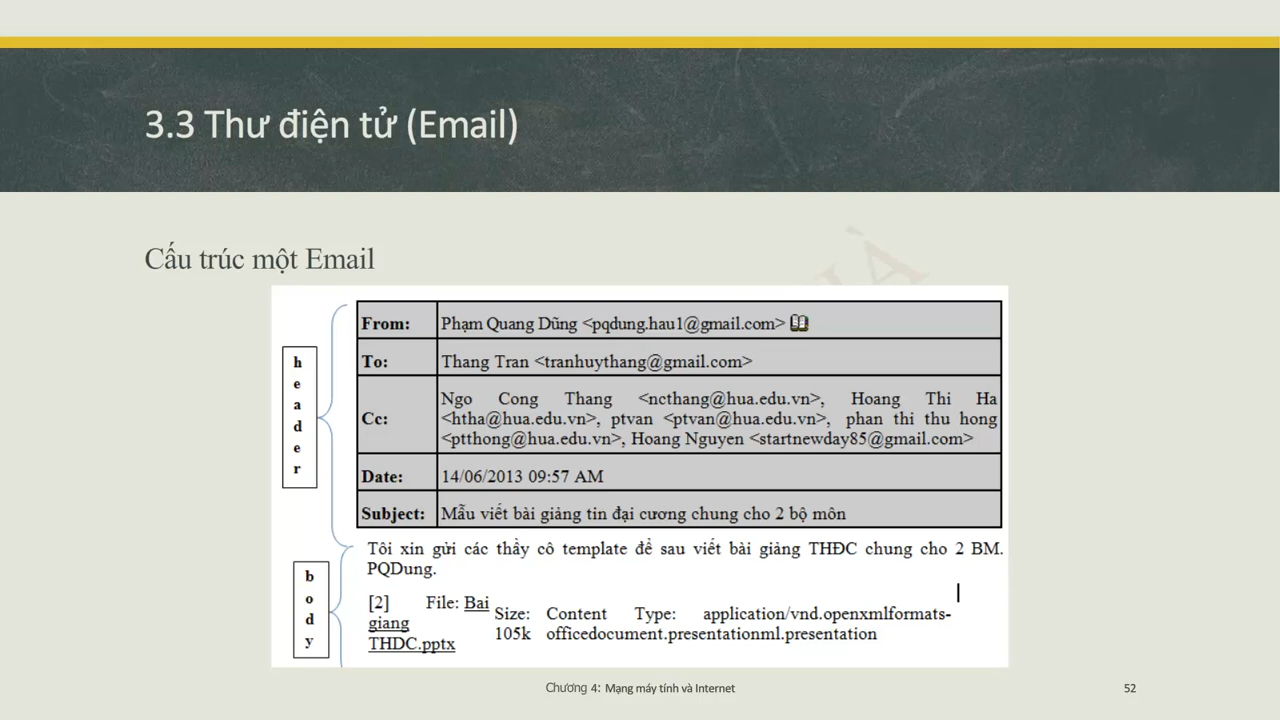 3.3 Thư điện tử (Email)
Cấu trúc một Email
header
From: Phạm Quang Dũng <pqdung.hau1@gmail.com>
To: Thang Tran <tranhuythang@gmail.com>
Cc: Ngo Cong Thang <ncthang@hua.edu.vn>, Hoang Thi Ha
<htha@hua.edu.vn>, ptvan <ptvan@hua.edu.vn>, phan thi thu hong
<ptthong@hua.edu.vn>, Hoang Nguyen <startnewday85@gmail.com>
Date: 14/06/2013 09:57 AM
Subject: Mẫu viết bài giảng tin đại cương chung cho 2 bộ môn
body
Tôi xin gửi các thầy cô template để sau viết bài giảng THĐC chung cho 2 BM.
PQDung.
[2] File: Bai
giang
THDC.pptx
Size:
105k
Content Type: application/vnd.openxmlformats-
officedocument.presentationml.presentation
Chương 4: Mạng máy tính và Internet
52